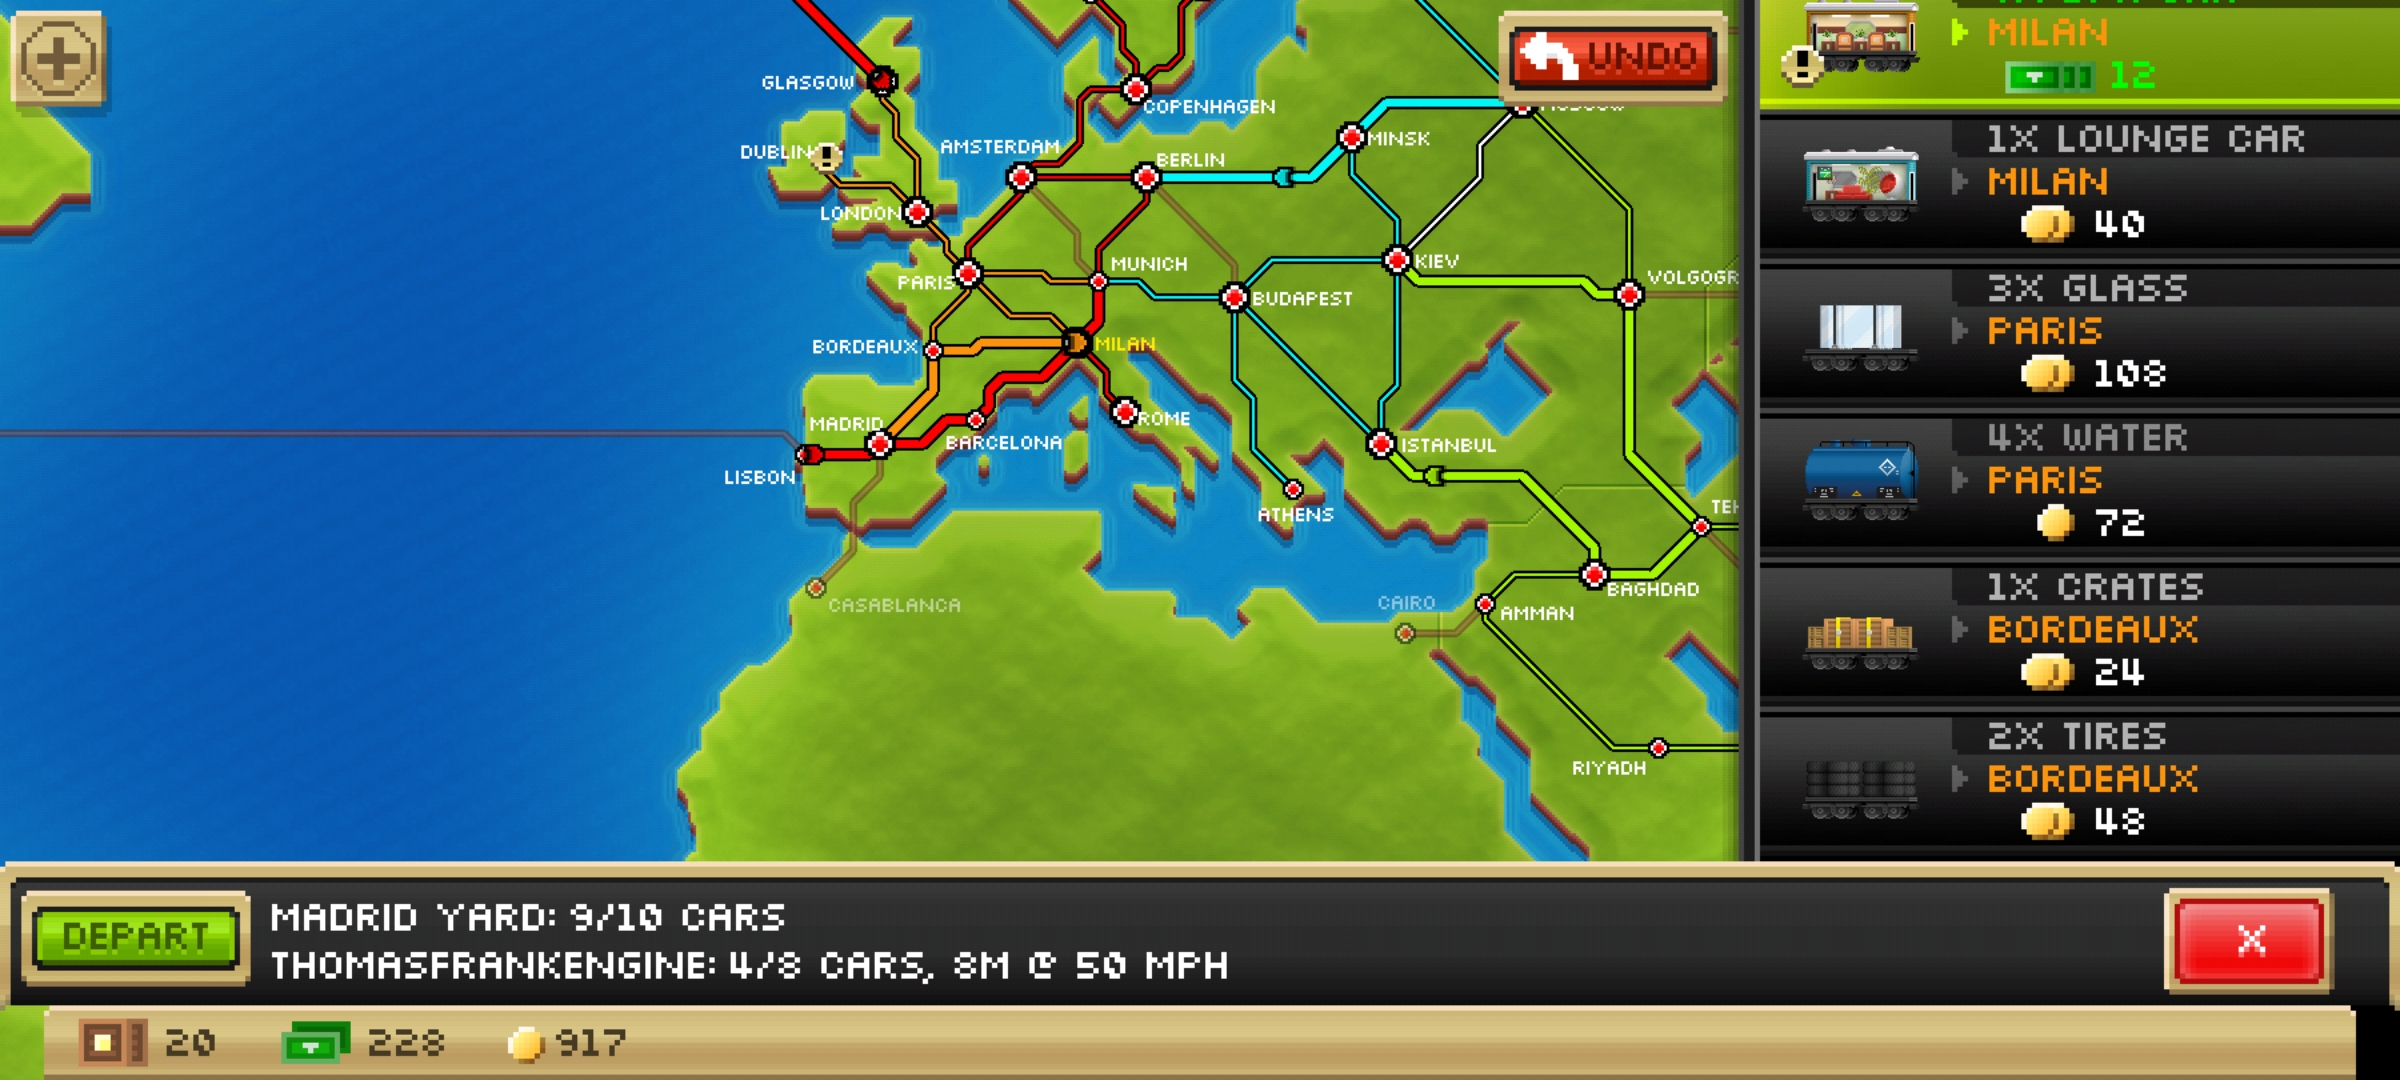 GLASGOW
COPENHAGEN
UNDO
MINSK
DUBLIN
AMSTERDAM
BERLIN
LONDON
PARIS
MUNICH
KIEV
VOLGOGR
BUDAPEST
BORDEAUX
MILAN
MADRID
BARCELONA
ROME
ISTANBUL
LISBON
ATHENS
TEH
CASABLANCA
CAIRO
AMMAN
BAGHDAD
RIYADH
MILAN
12
1X LOUNGE CAR
MILAN
40
3X GLASS
PARIS
108
4X WATER
PARIS
72
1X CRATES
BORDEAUX
24
2X TIRES
BORDEAUX
48
DEPART
MADRID YARD: 9/10 CARS
THOMASFRANKENGINE: 4/8 CARS, 8M @ 50 MPH
X
20
228
917